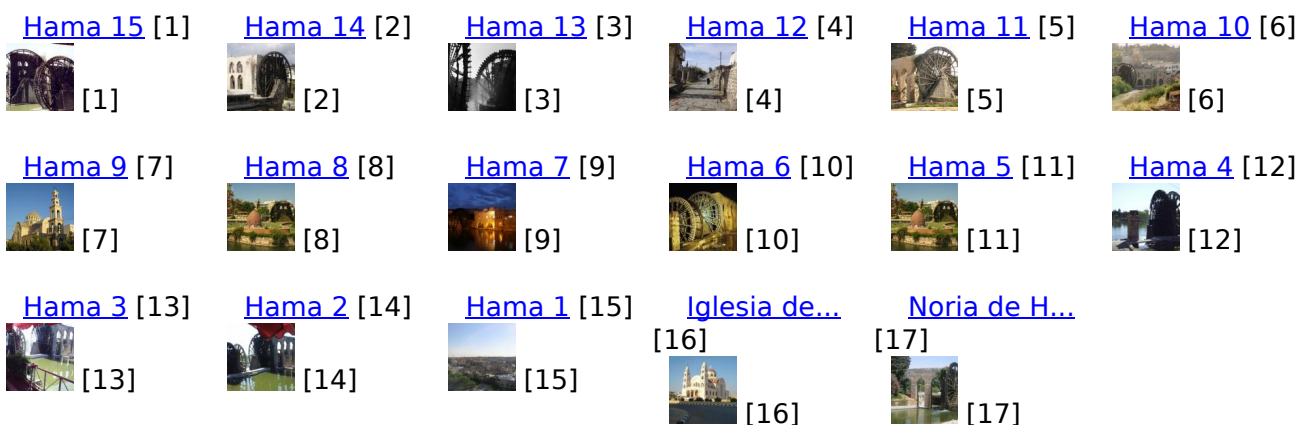 Hama 15 [1] Hama 14 [2] Hama 13 [3] Hama 12 [4] Hama 11 [5] Hama 10 [6]
[1] [2] [3] [4] [5] [6]
Hama 9 [7] Hama 8 [8] Hama 7 [9] Hama 6 [10] Hama 5 [11] Hama 4 [12]
[7] [8] [9] [10] [11] [12]
Hama 3 [13] Hama 2 [14] Hama 1 [15] Iglesia de... Noria de H...
[16] [17]
[13] [14] [15]
[16] [17]